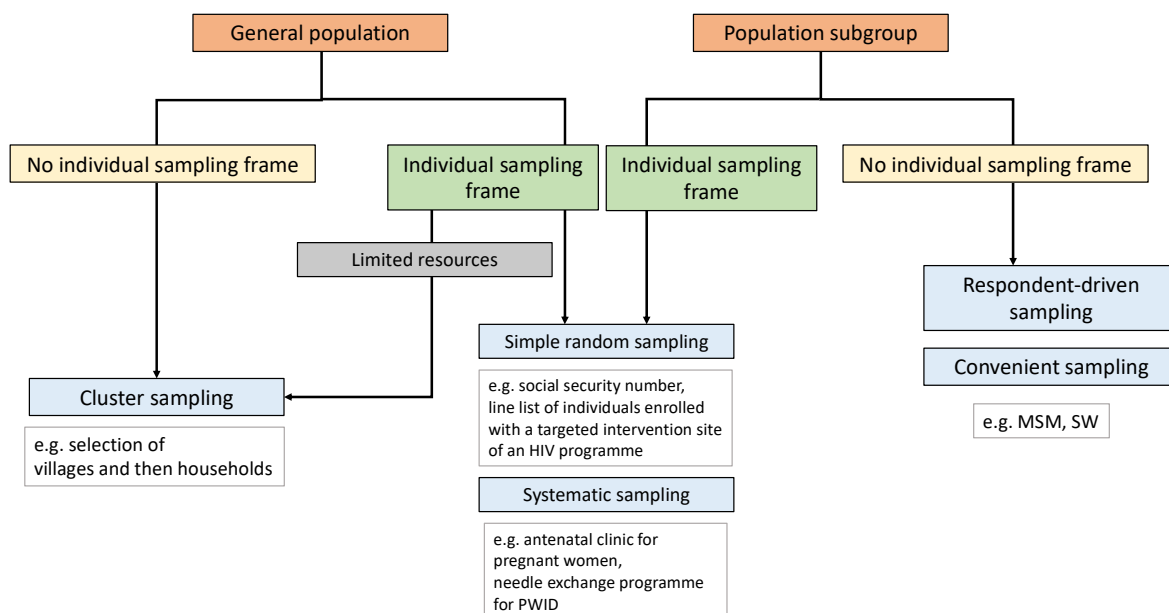 General population
Population subgroup
No individual sampling frame
Individual sampling
frame
Individual sampling
frame
No individual sampling frame
Limited resources
Respondent-driven
sampling
Simple random sampling
Convenient sampling
Cluster sampling
e.g. social security number,
line list of individuals enrolled
with a targeted intervention site
of an HIV programme
e.g. MSM, SW
e.g. selection of
villages and then households
Systematic sampling
e.g. antenatal clinic for
pregnant women,
needle exchange programme
for PWID